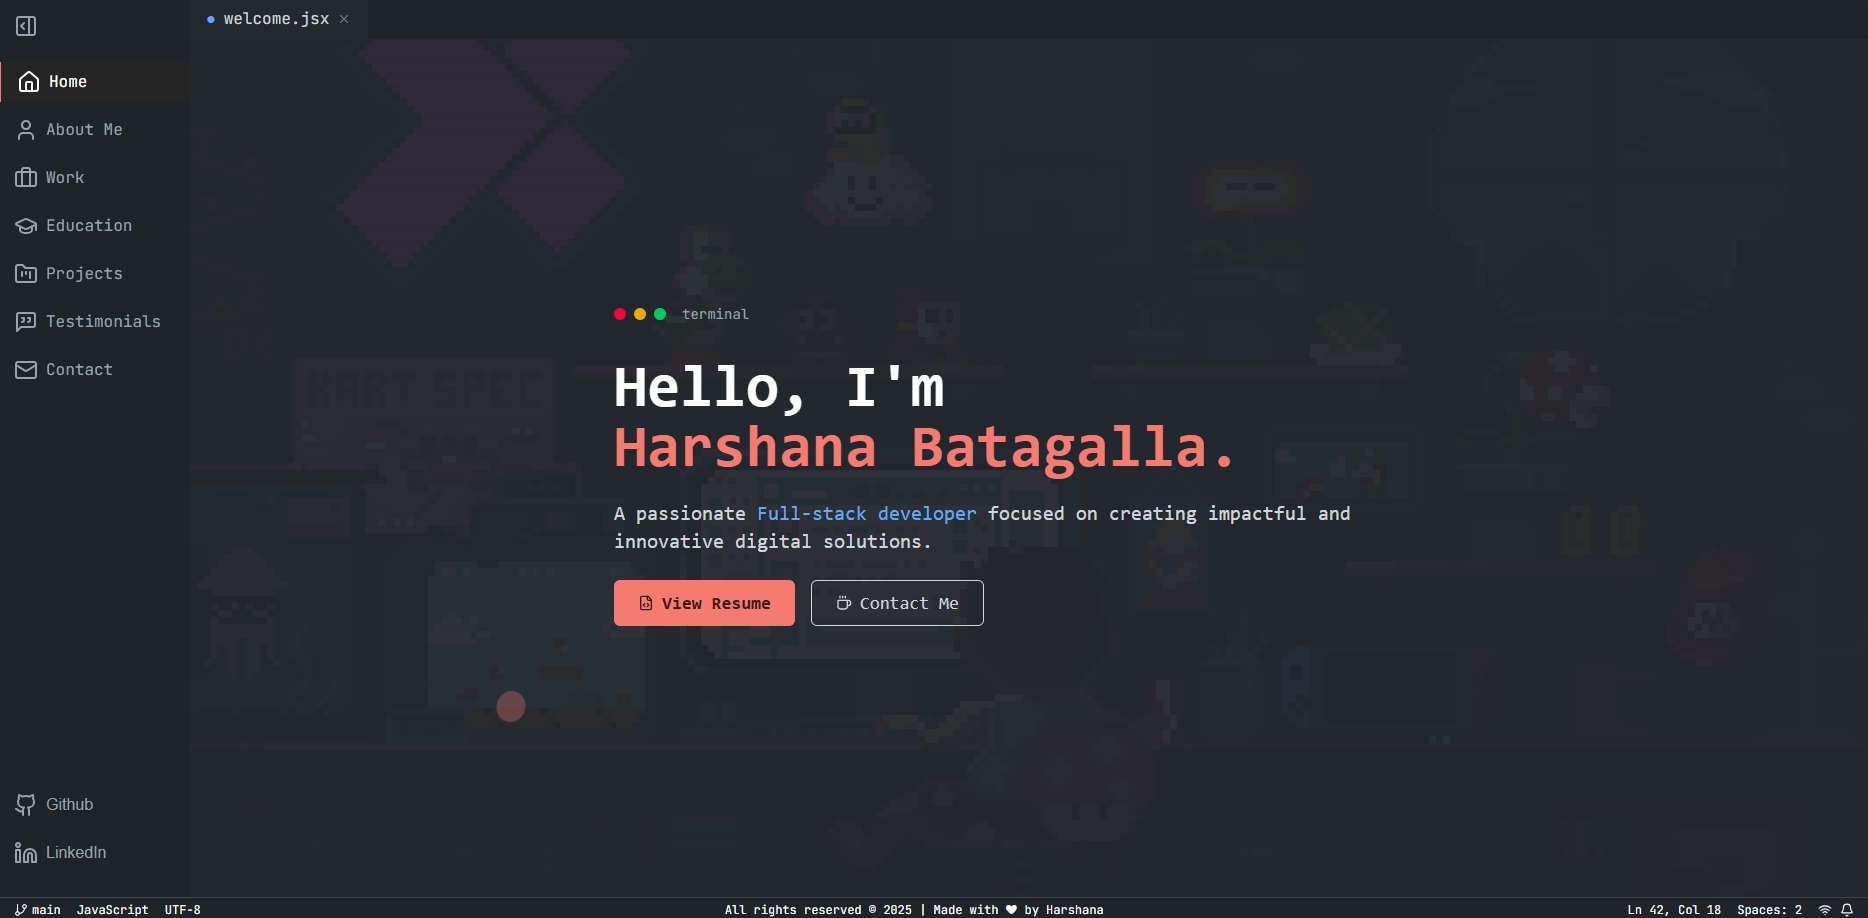 welcome.jsx
Home
About Me
Work
Education
Projects
Testimonials
Contact
terminal
KART SPEC
Hello, I'm
Harshana Batagalla.
A passionate Full-stack developer focused on creating impactful and
innovative digital solutions.
View Resume
Contact Me
Github
LinkedIn
main JavaScript UTF-8
All rights reserved © 2025 | Made with ♥ by Harshana
Ln 42, Col 18 Spaces: 2